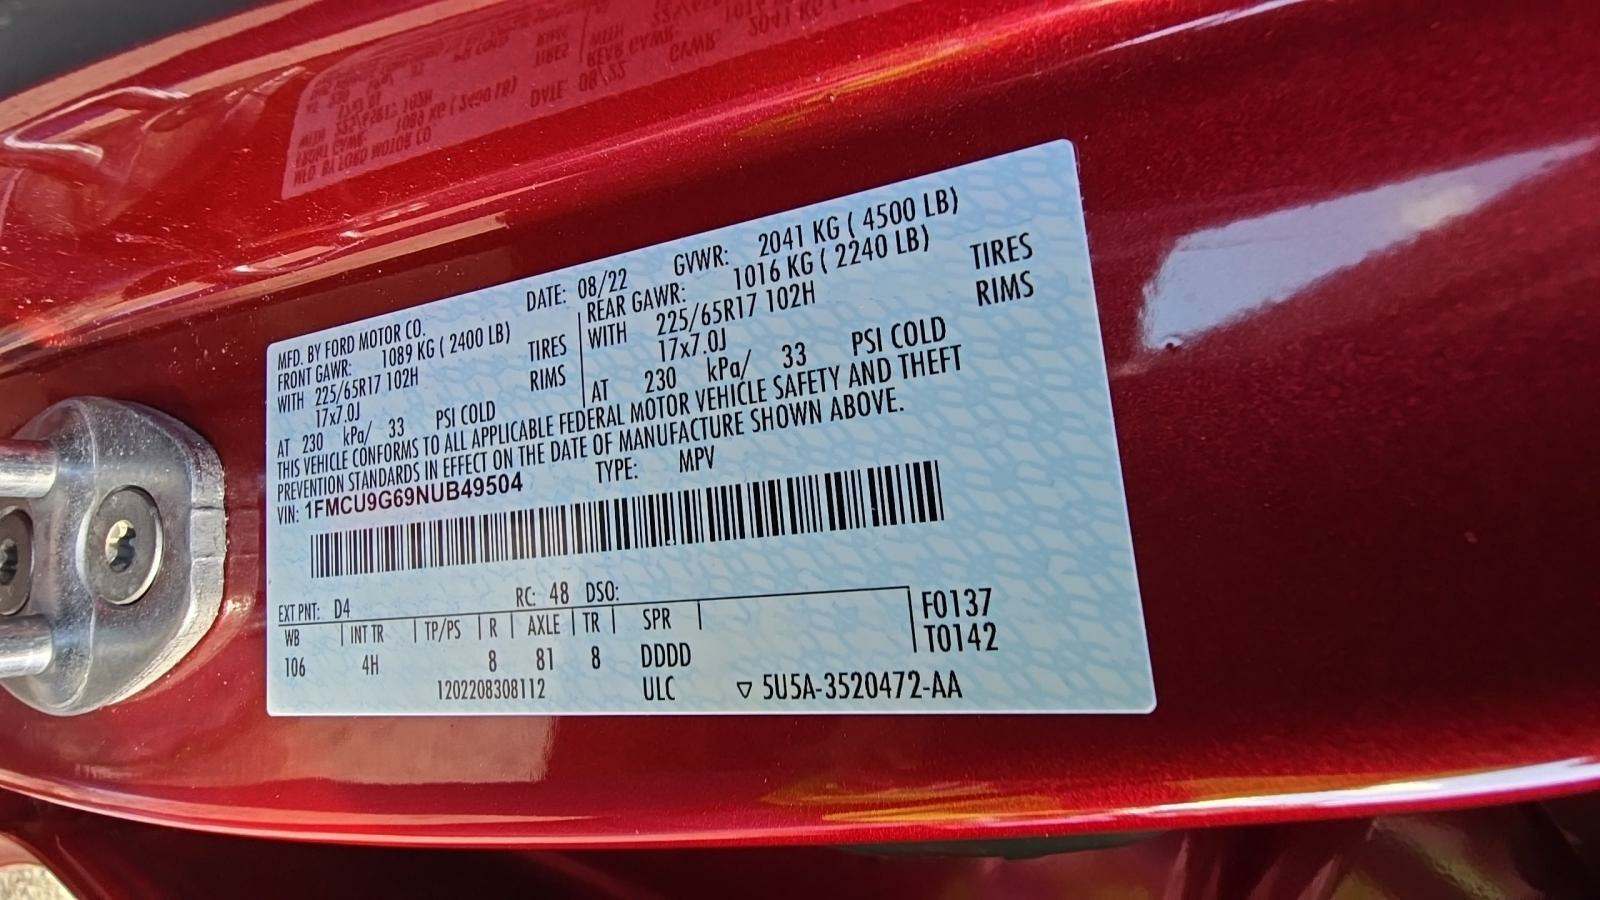 MFD. BY FORD MOTOR CO. DATE: 08/22 GVWR: 2041 KG ( 4500 LB)
FRONT GAWR: 1089 KG ( 2400 LB) REAR GAWR: 1016 KG ( 2240 LB)
WITH 225/65R17 102H TIRES WITH 225/65R17 102H TIRES
17x7.0J RIMS 17x7.0J RIMS
AT 230 kPa/ 33 PSI COLD AT 230 kPa/ 33 PSI COLD
THIS VEHICLE CONFORMS TO ALL APPLICABLE FEDERAL MOTOR VEHICLE SAFETY AND THEFT
PREVENTION STANDARDS IN EFFECT ON THE DATE OF MANUFACTURE SHOWN ABOVE.
VIN: 1FMCU9G69NUB49504 TYPE: MPV
EXT PNT: D4 RC: 48 DSO:
WB INT TR TP/PS R AXLE TR SPR F0137
T0142
106 4H 8 81 8 DDDD
1202208308112 ULC ▽ 5U5A-3520472-AA